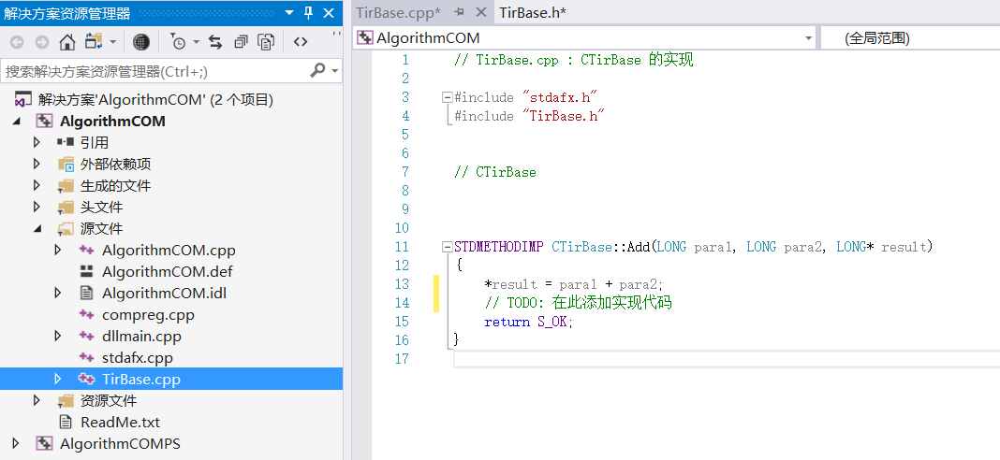 解决方案资源管理器
搜索解决方案资源管理器(Ctrl+;)
解决方案'AlgorithmCOM' (2 个项目)
AlgorithmCOM
引用
外部依赖项
生成的文件
头文件
源文件
AlgorithmCOM.cpp
AlgorithmCOM.def
AlgorithmCOM.idl
compreg.cpp
dllmain.cpp
stdafx.cpp
TirBase.cpp
资源文件
ReadMe.txt
AlgorithmCOMPS
TirBase.cpp* TirBase.h*
AlgorithmCOM (全局范围)
1 // TirBase.cpp : CTirBase 的实现
2
3 #include "stdafx.h"
4 #include "TirBase.h"
5
6
7 // CTirBase
8
9
10
11 STDMETHODIMP CTirBase::Add(LONG para1, LONG para2, LONG* result)
12 {
13 *result = para1 + para2;
14 // TODO: 在此添加实现代码
15 return S_OK;
16 }
17